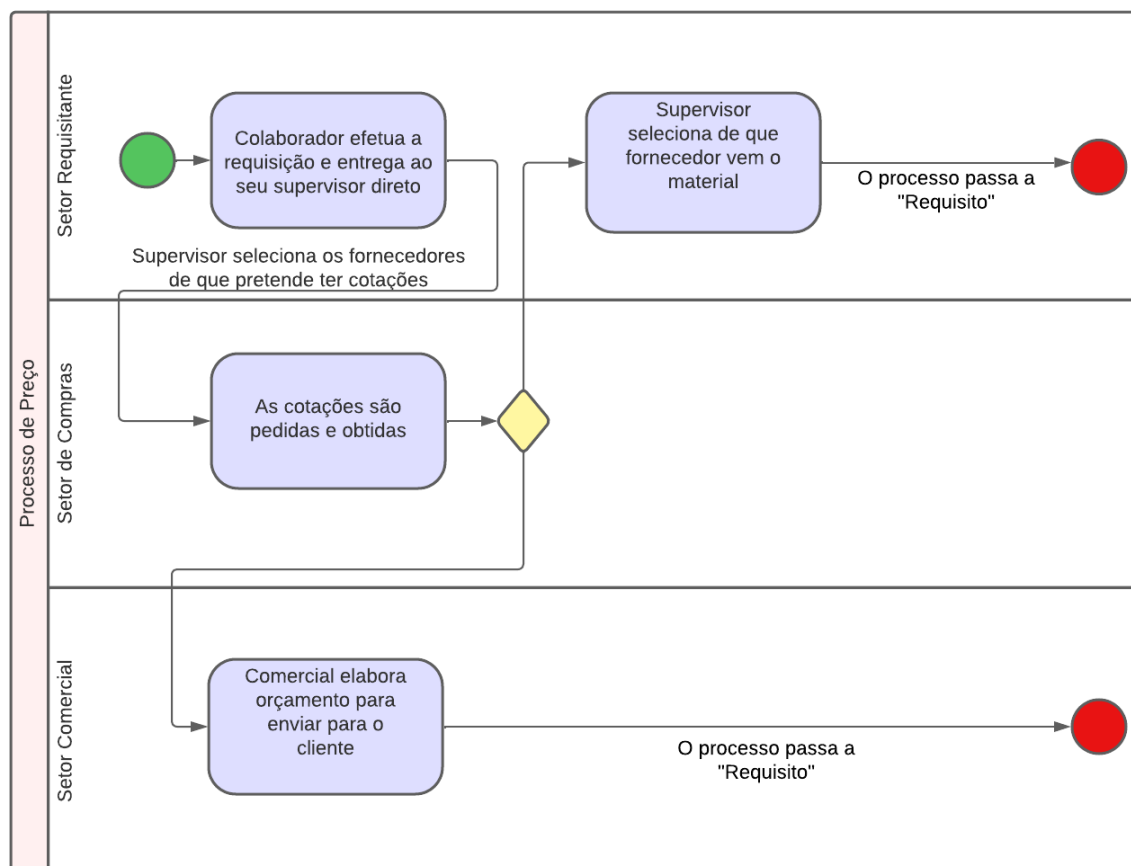 Processo de Preço
Setor Requisitante
Colaborador efetua a
requisição e entrega ao
seu supervisor direto
Supervisor
seleciona de que
fornecedor vem o
material
O processo passa a
"Requisito"
Supervisor seleciona os fornecedores
de que pretende ter cotações
Setor de Compras
As cotações são
pedidas e obtidas
Setor Comercial
Comercial elabora
orçamento para
enviar para o
cliente
O processo passa a
"Requisito"